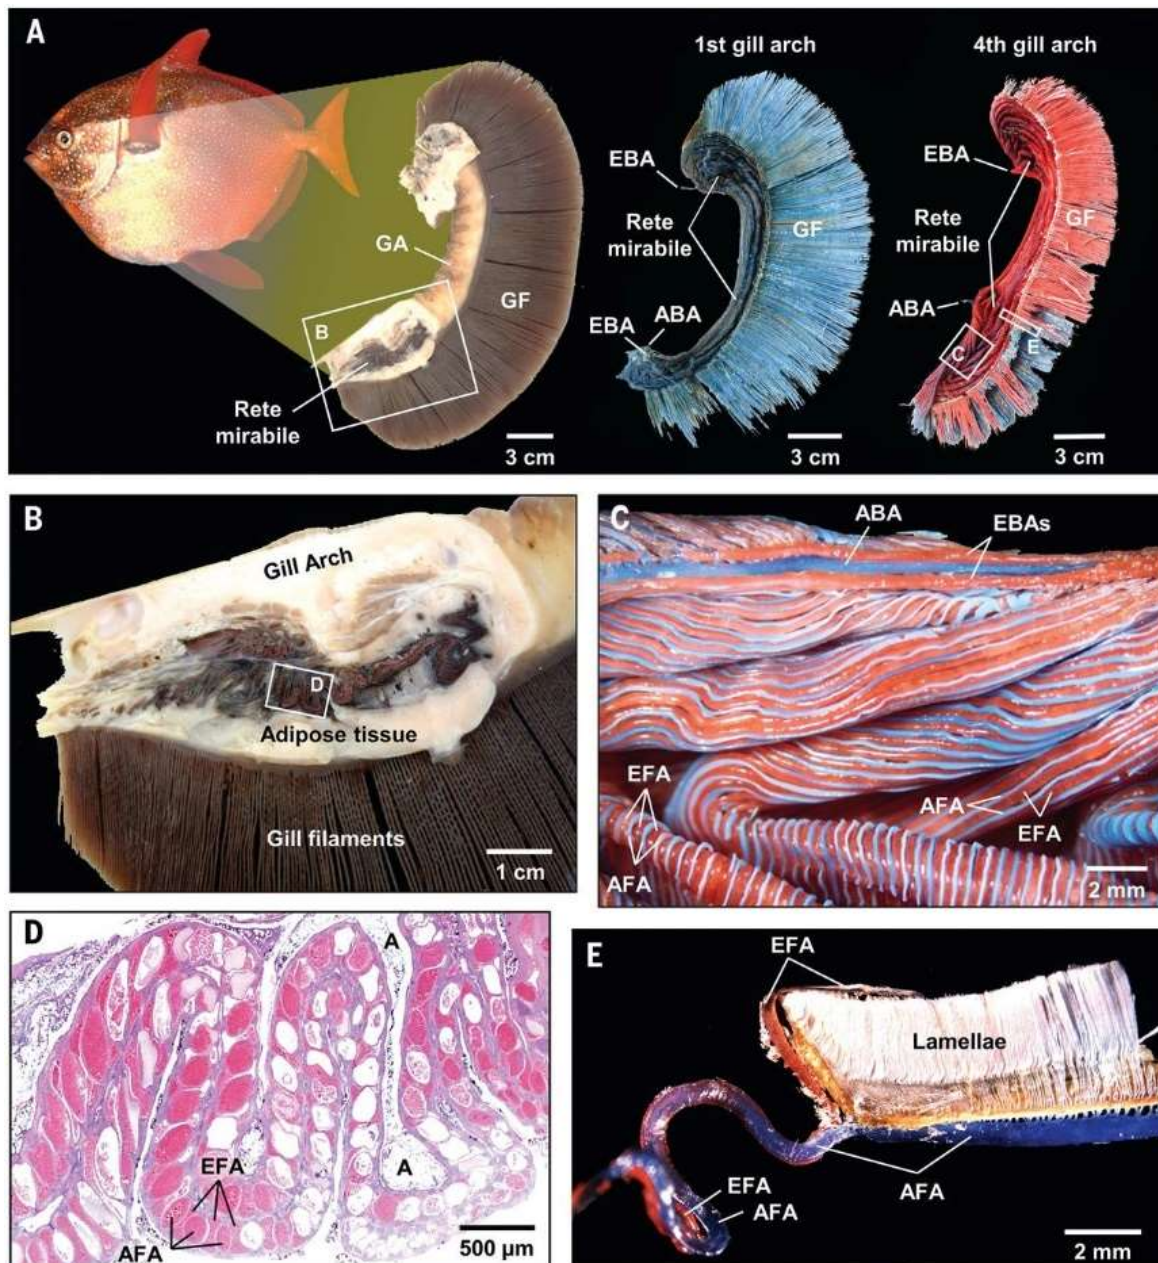 A
1st gill arch
4th gill arch
EBA
EBA
Rete
mirabile
GF
Rete
mirabile
GF
GA
GF
ABA
B
EBA
ABA
C
E
Rete
mirabile
3 cm
3 cm
3 cm
B
Gill Arch
D
Adipose tissue
Gill filaments
1 cm
C
ABA
EBAs
EFA
AFA
EFA
AFA
2 mm
D
A
A
EFA
AFA
500 µm
E
EFA
Lamellae
AFA
EFA
AFA
2 mm